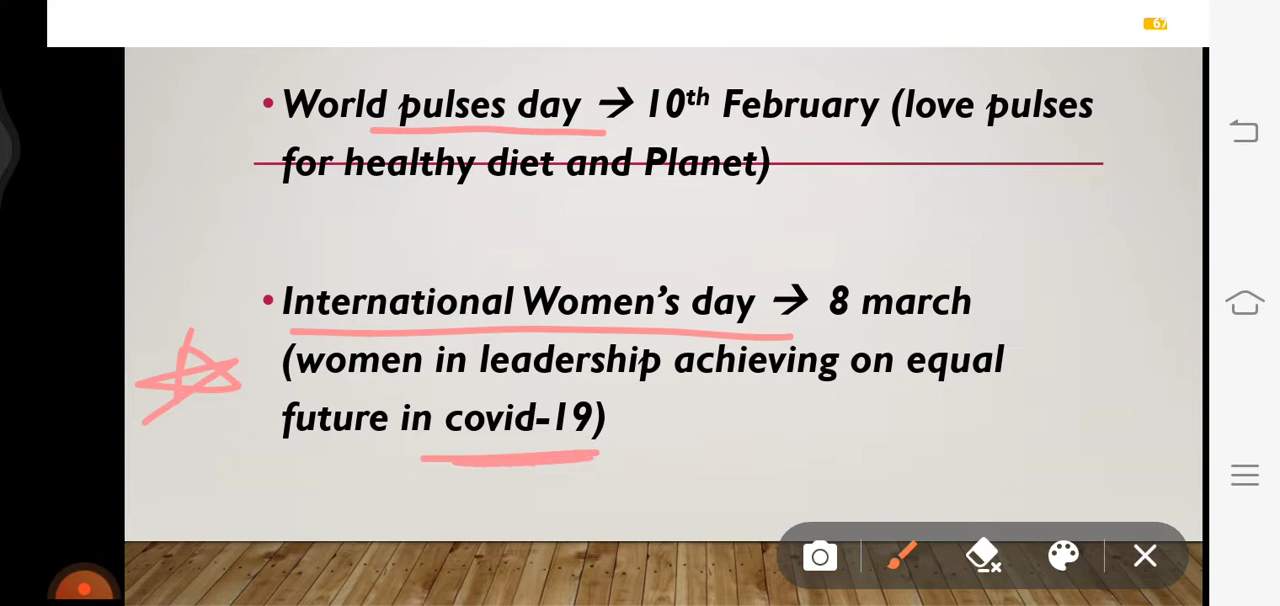 67
• World pulses day → 10th February (love pulses
for healthy diet and Planet)
• International Women's day → 8 march
(women in leadership achieving on equal
future in covid-19)